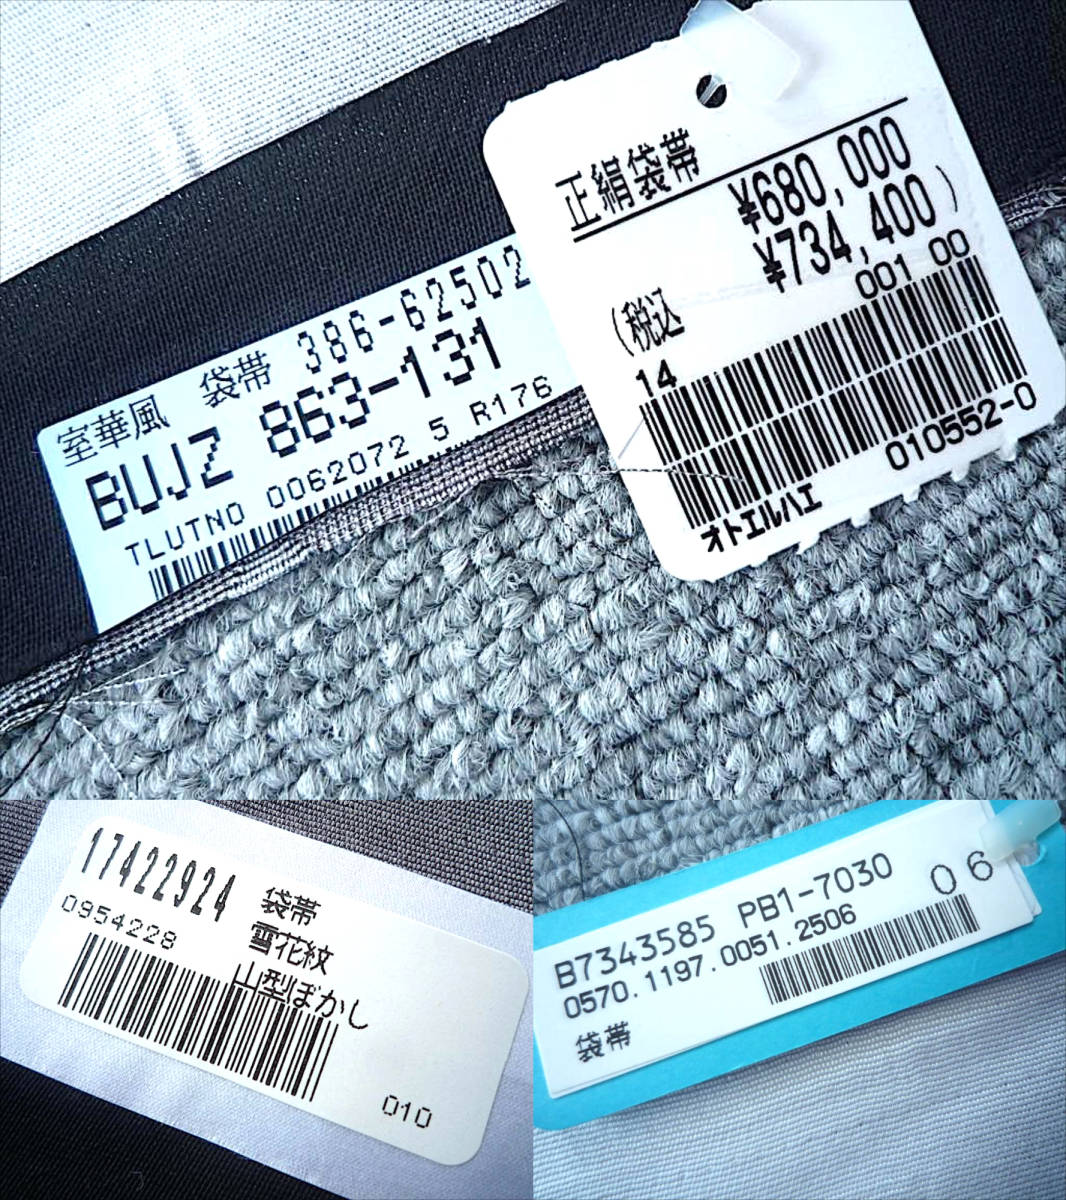 正絹袋帯
¥680,000
¥734,400)
(税込
001 00
14
010552-0
オトエルハエ
室華風 袋帯 386-62502
BUJZ 863-131
TLUTNO 0062072 5 R176
17422924
0954228
袋帯
雪花紋
山型ぼかし
010
B7343585 PB1-7030 06
0570.1197.0051.2506
袋帯